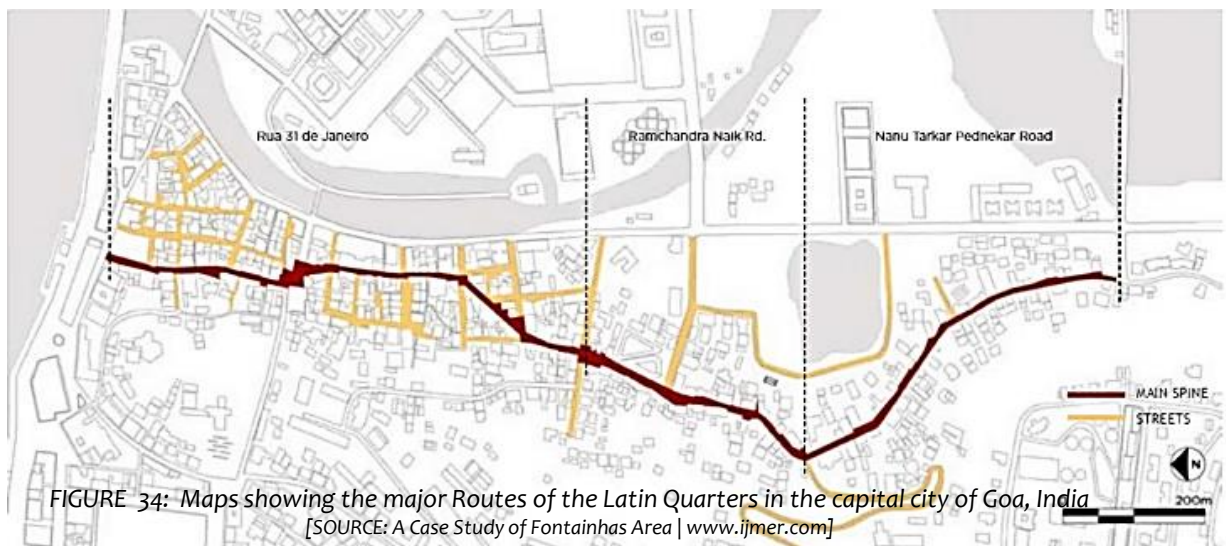 Rua 31 de Janeiro
Ramchandra Naik Rd.
Nanu Tarkar Pednekar Road
MAIN SPINE
STREETS
N
200m
FIGURE 34: Maps showing the major Routes of the Latin Quarters in the capital city of Goa, India
[SOURCE: A Case Study of Fontainhas Area | www.ijmer.com]